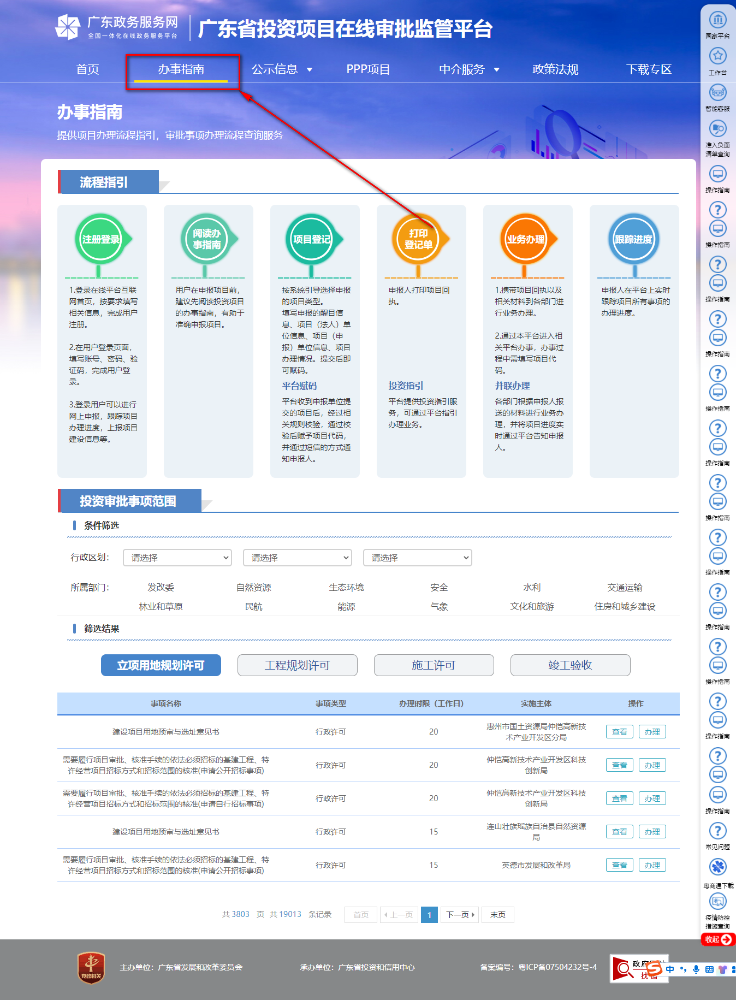 广东政务服务网
全国一体化在线政务服务平台
广东省投资项目在线审批监管平台
首页
办事指南
公示信息
PPP项目
中介服务
政策法规
下载专区
办事指南
提供项目办理流程指引，审批事项办理流程查询服务
流程指引
注册登录
1.登录在线平台互联
网首页，按要求填写
相关信息，完成用户
注册。
2.在用户登录页面，
填写账号、密码、验
证码，完成用户登
录。
3.登录用户可以进行
网上申报，跟踪项目
办理进度，上报项目
建设信息等。
阅读办
事指南
用户在申报项目前，
建议先阅读投资项目
的办事指南，有助于
准确申报项目。
项目登记
按系统引导选择申报
的项目类型。
填写申报的醒目信
息、项目（法人）单
位信息、项目（申
报）单位信息、项目
办理情况。提交后即
可赋码。
平台赋码
平台收到申报单位提
交的项目后，经过相
关规则校验，通过校
验后赋予项目代码，
并通过短信的方式通
知申报人。
打印
登记单
申报人打印项目回
执。
投资指引
平台提供投资指引服
务，可通过平台指引
办理业务。
业务办理
1.携带项目回执以及
相关材料到各部门进
行业务办理。
2.通过本平台进入相
关平台办事，办事过
程中需填写项目代
码。
并联办理
各部门根据申报人报
送的材料进行业务办
理，并将项目进度实
时通过平台告知申报
人。
跟踪进度
申报人在平台上实时
跟踪项目所有事项的
办理进度。
投资审批事项范围
条件筛选
行政区划： 请选择 请选择 请选择
所属部门： 发改委 自然资源 生态环境 安全 水利 交通运输
林业和草原 民航 能源 气象 文化和旅游 住房和城乡建设
筛选结果
立项用地规划许可 工程规划许可 施工许可 竣工验收
事项名称 事项类型 办理时限（工作日） 实施主体 操作
建设项目用地预审与选址意见书 行政许可 20 惠州市国土资源局仲恺高新技
术产业开发区分局 查看 办理
需要履行项目审批、核准手续的依法必须招标的基建工程、特
许经营项目招标方式和招标范围的核准(申请公开招标事项) 行政许可 20 仲恺高新技术产业开发区科技
创新局 查看 办理
需要履行项目审批、核准手续的依法必须招标的基建工程、特
许经营项目招标方式和招标范围的核准(申请自行招标事项) 行政许可 20 仲恺高新技术产业开发区科技
创新局 查看 办理
建设项目用地预审与选址意见书 行政许可 15 连山壮族瑶族自治县自然资源
局 查看 办理
需要履行项目审批、核准手续的依法必须招标的基建工程、特
许经营项目招标方式和招标范围的核准(申请公开招标事项) 行政许可 15 英德市发展和改革局 查看 办理
共 3803 页 共 19013 条记录 首页 上一页 1 下一页 末页
党政机关
主办单位：广东省发展和改革委员会
承办单位：广东省投资和信用中心
备案编号：粤ICP备07504232号-4
政府
找错
中
国家平台
工作台
智能客服
准入负面
清单查询
操作指南
?
操作指南
?
操作指南
?
操作指南
?
操作指南
?
操作指南
?
操作指南
?
操作指南
?
操作指南
?
操作指南
?
操作指南
?
操作指南
?
常见问题
粤商通下载
疫情防控
措施查询
收起